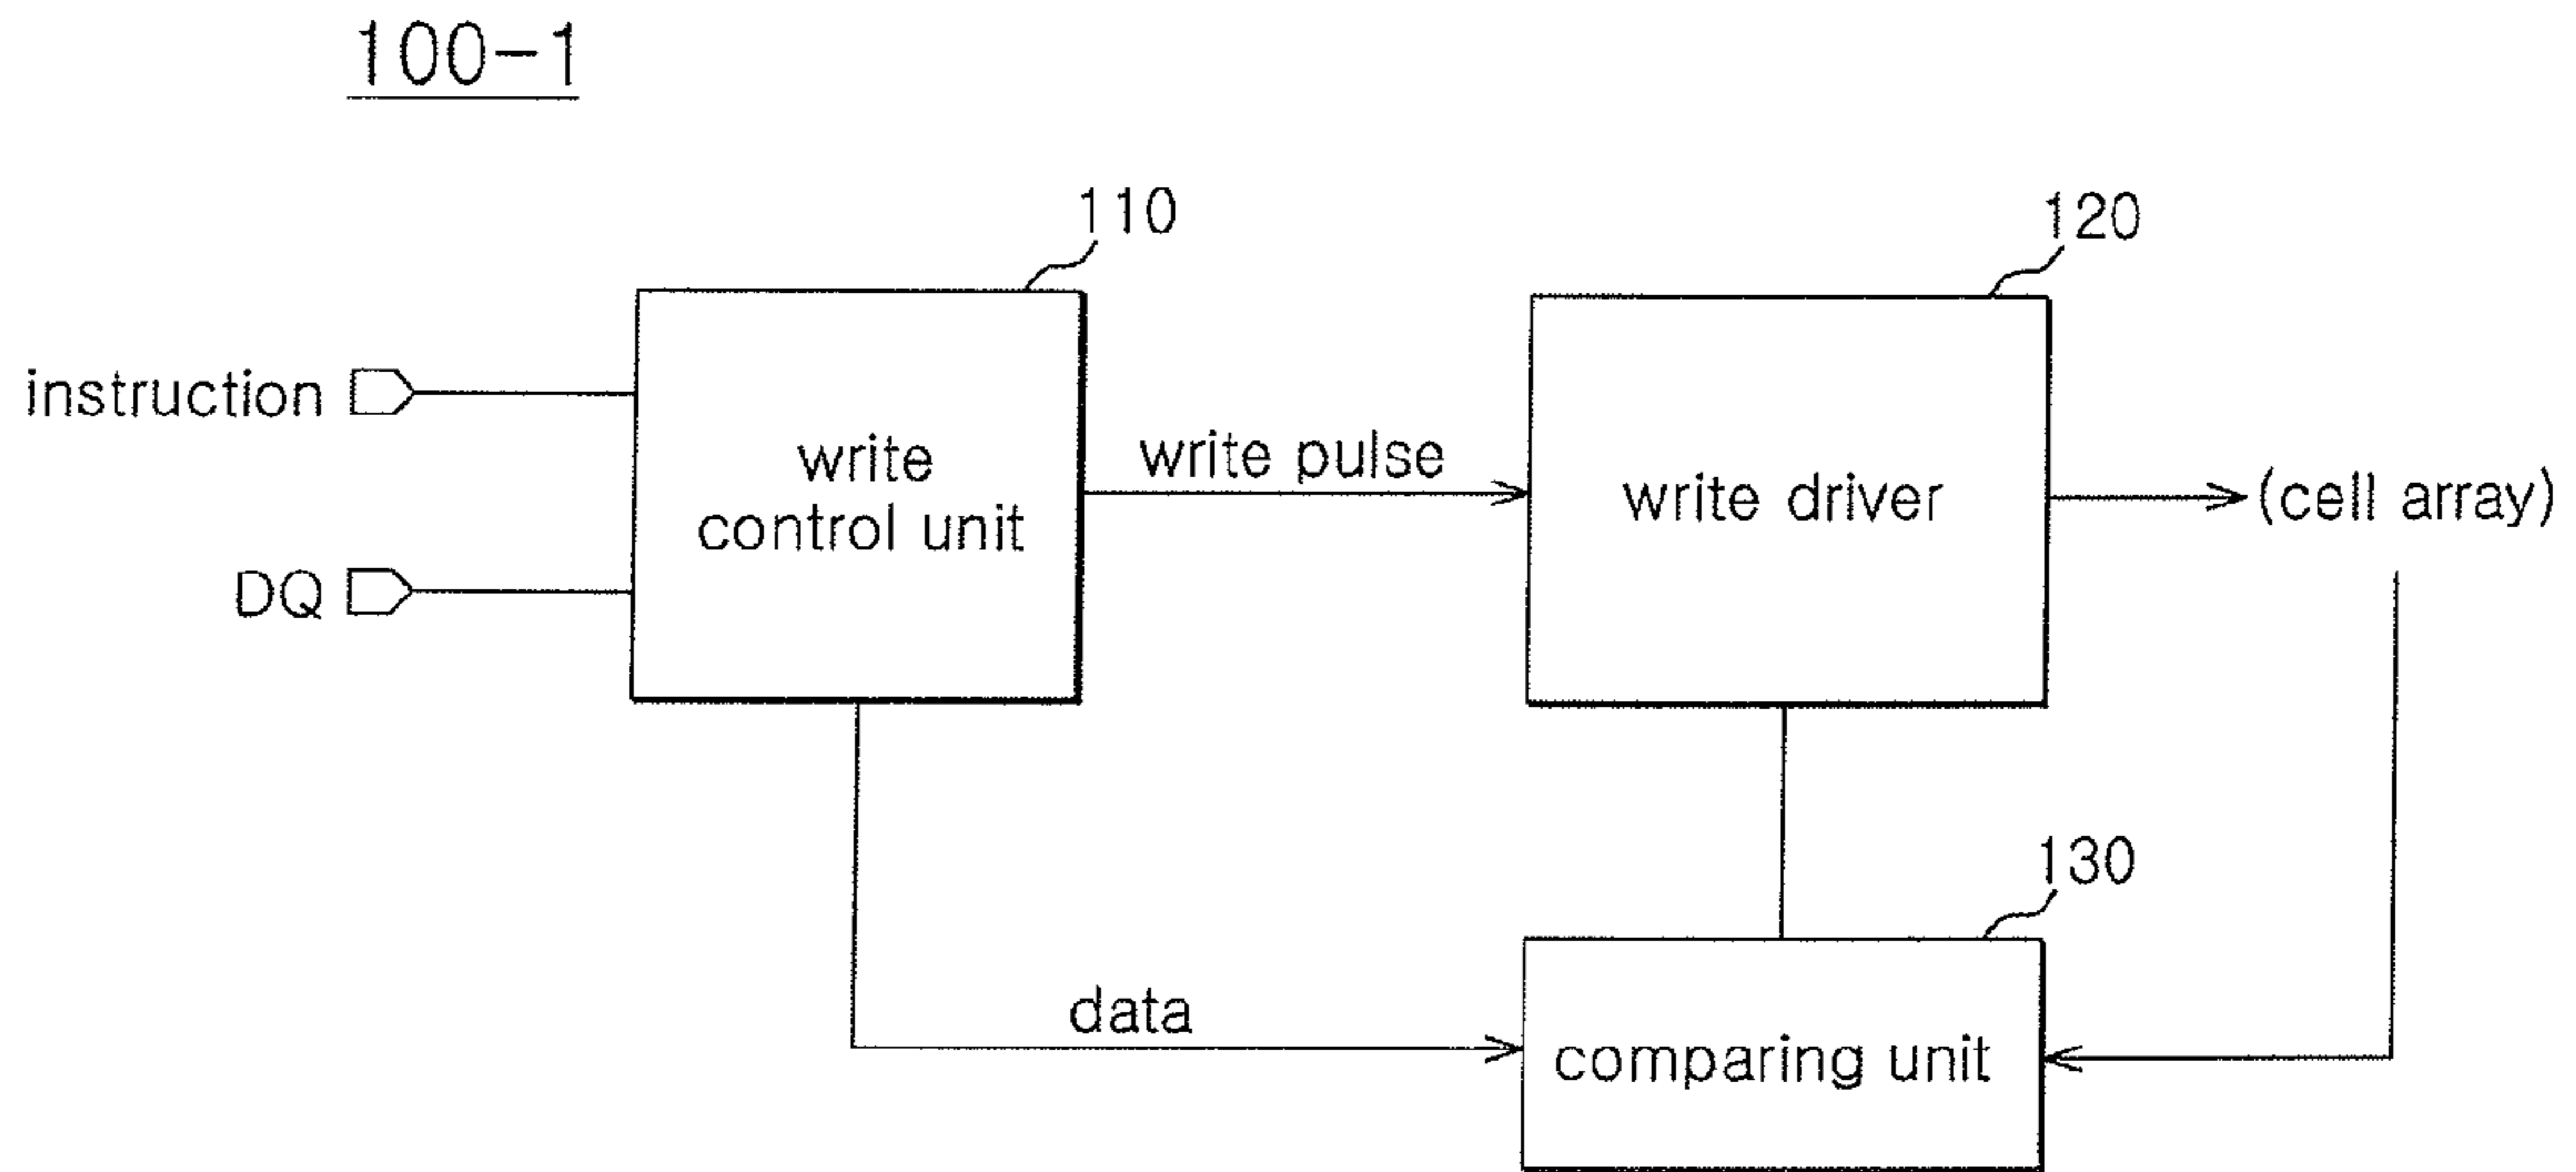 100-1
110
120
instruction
write
control unit
write pulse
write driver
(cell array)
DQ
130
data
comparing unit